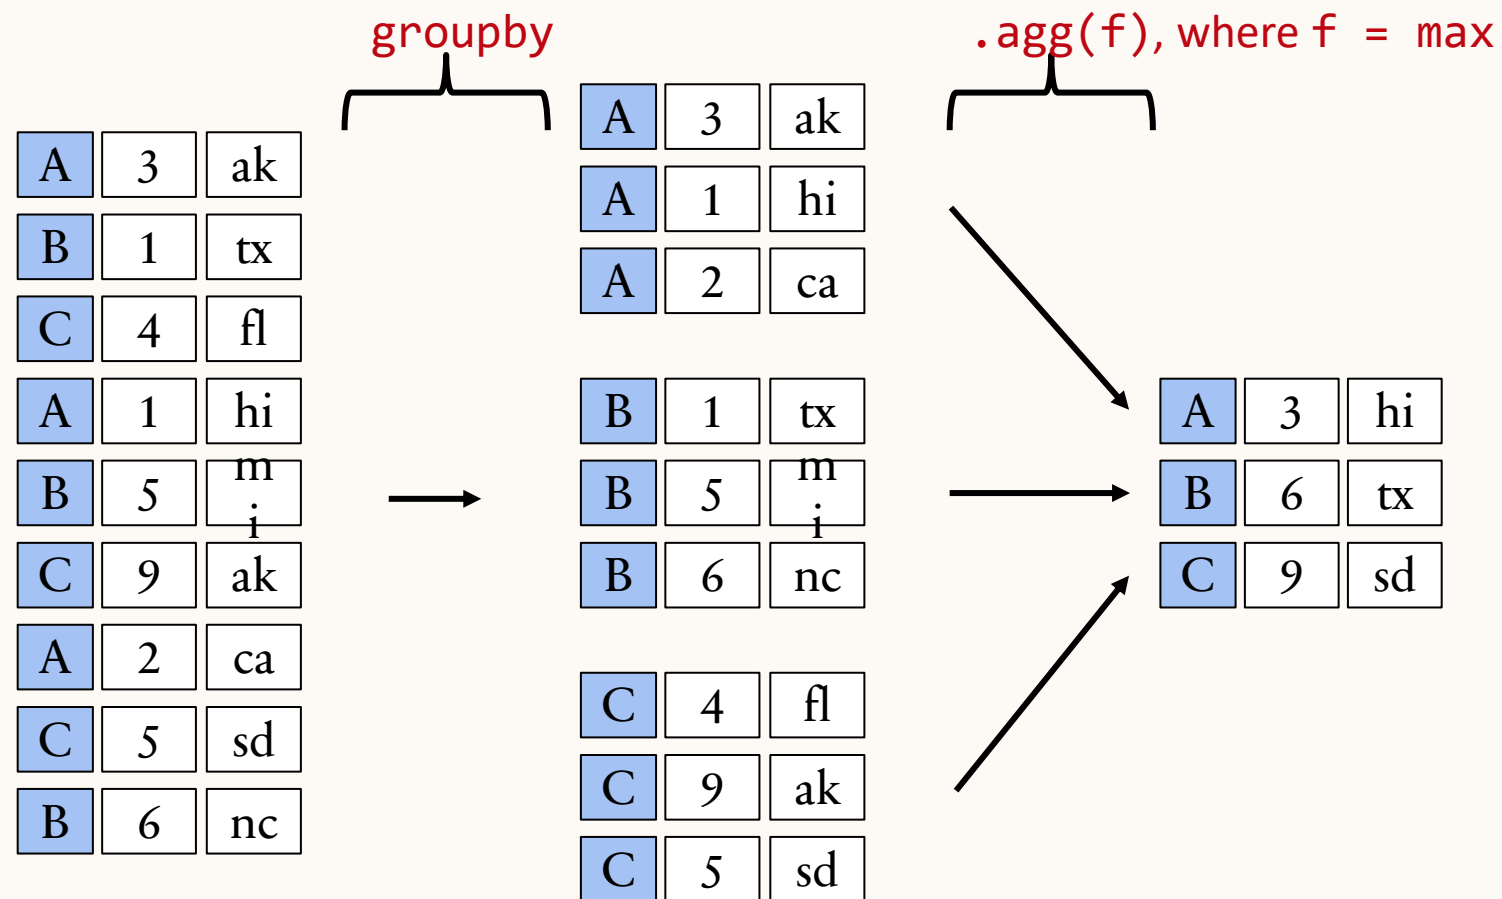 groupby
.agg(f), where f = max
A 3 ak
B 1 tx
C 4 fl
A 1 hi
B 5 mi
C 9 ak
A 2 ca
C 5 sd
B 6 nc
A 3 ak
A 1 hi
A 2 ca
B 1 tx
B 5 mi
B 6 nc
C 4 fl
C 9 ak
C 5 sd
A 3 hi
B 6 tx
C 9 sd